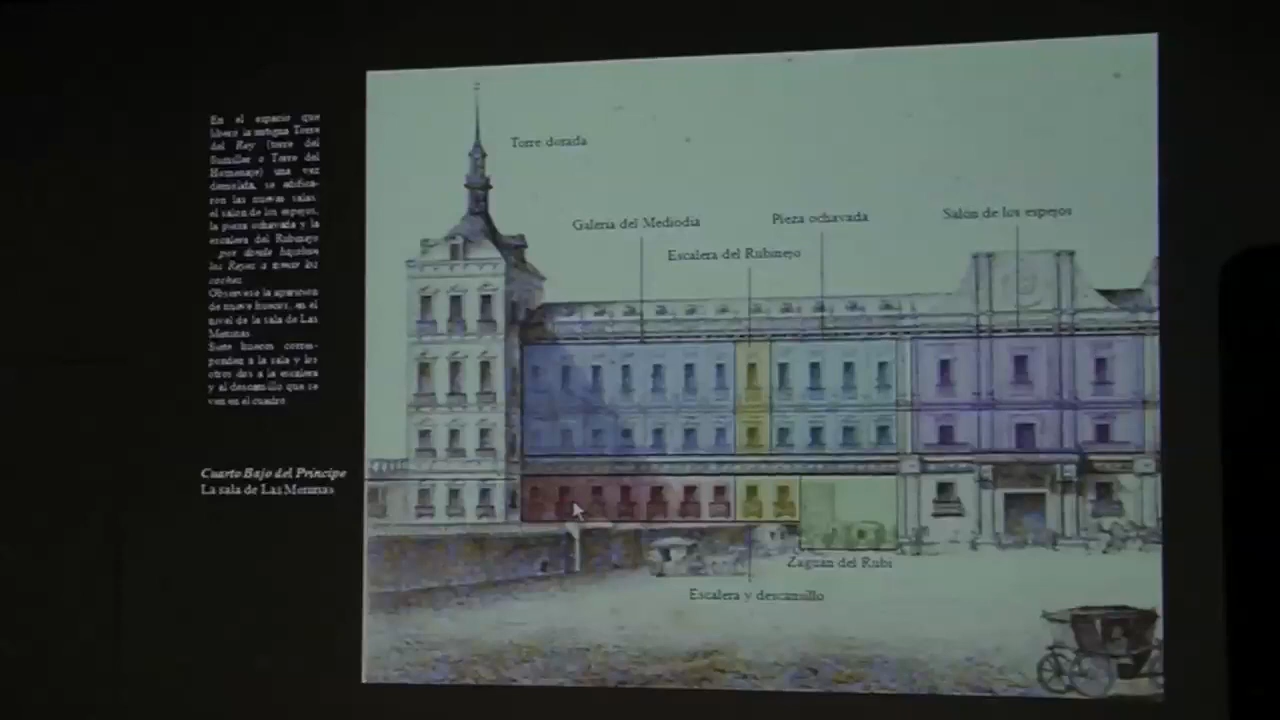 En el espacio que
liberó la antigua Torre
del Rey (torre del
Sumiller o Torre del
Homenaje) una vez
demolida, se edifica-
ron las nuevas salas:
el salón de los espejos,
la pieza ochavada y la
escalera del Rubinejo
por donde bajaban
los Reyes a tomar los
coches
Obsérvese la aparición
de nueve huecos, en el
nivel de la sala de Las
Meninas
Siete huecos corres-
ponden a la sala y los
otros dos a la escalera
y al descansillo que se
ven en el cuadro
Cuarto Bajo del Príncipe
La sala de Las Meninas
Torre dorada
Galería del Mediodía
Pieza ochavada
Salón de los espejos
Escalera del Rubinejo
Zaguán del Rubí
Escalera y descansillo